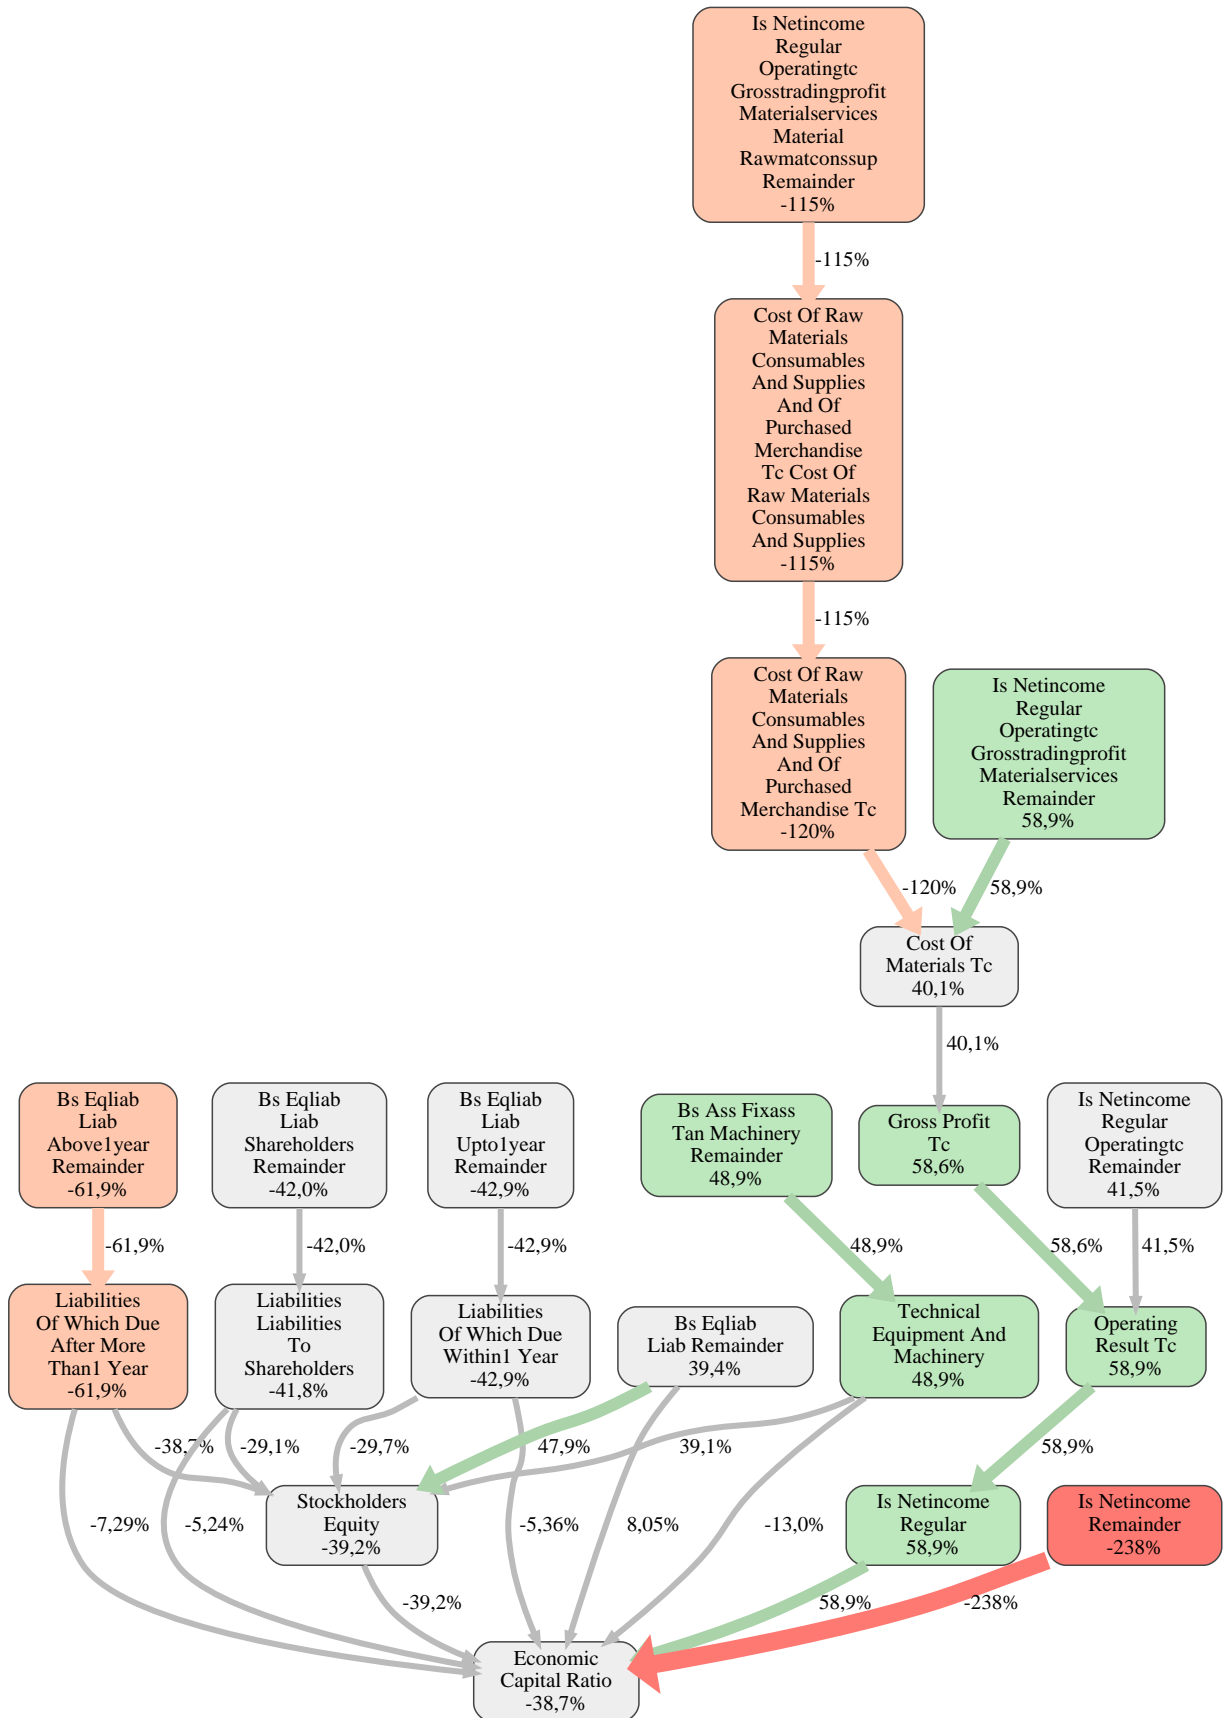 Is Netincome
Regular
Operatingtc
Grosstradingprofit
Materialservices
Material
Rawmatconssup
Remainder
-115%
-115%
Cost Of Raw
Materials
Consumables
And Supplies
And Of
Purchased
Merchandise
Tc Cost Of
Raw Materials
Consumables
And Supplies
-115%
-115%
Cost Of Raw
Materials
Consumables
And Supplies
And Of
Purchased
Merchandise Tc
-120%
Is Netincome
Regular
Operatingtc
Grosstradingprofit
Materialservices
Remainder
58,9%
-120%
58,9%
Cost Of
Materials Tc
40,1%
40,1%
Bs Eqliab
Liab
Above1year
Remainder
-61,9%
Bs Eqliab
Liab
Shareholders
Remainder
-42,0%
Bs Eqliab
Liab
Upto1year
Remainder
-42,9%
Bs Ass Fixass
Tan Machinery
Remainder
48,9%
Gross Profit
Tc
58,6%
Is Netincome
Regular
Operatingtc
Remainder
41,5%
-61,9%
-42,0%
-42,9%
48,9%
58,6%
41,5%
Liabilities
Of Which Due
After More
Than1 Year
-61,9%
Liabilities
Liabilities
To
Shareholders
-41,8%
Liabilities
Of Which Due
Within1 Year
-42,9%
Bs Eqliab
Liab Remainder
39,4%
Technical
Equipment And
Machinery
48,9%
Operating
Result Tc
58,9%
-38,7%
-29,1%
-29,7%
47,9%
39,1%
58,9%
Stockholders
Equity
-39,2%
Is Netincome
Regular
58,9%
Is Netincome
Remainder
-238%
-7,29%
-5,24%
-5,36%
8,05%
-13,0%
-39,2%
58,9%
-238%
Economic
Capital Ratio
-38,7%